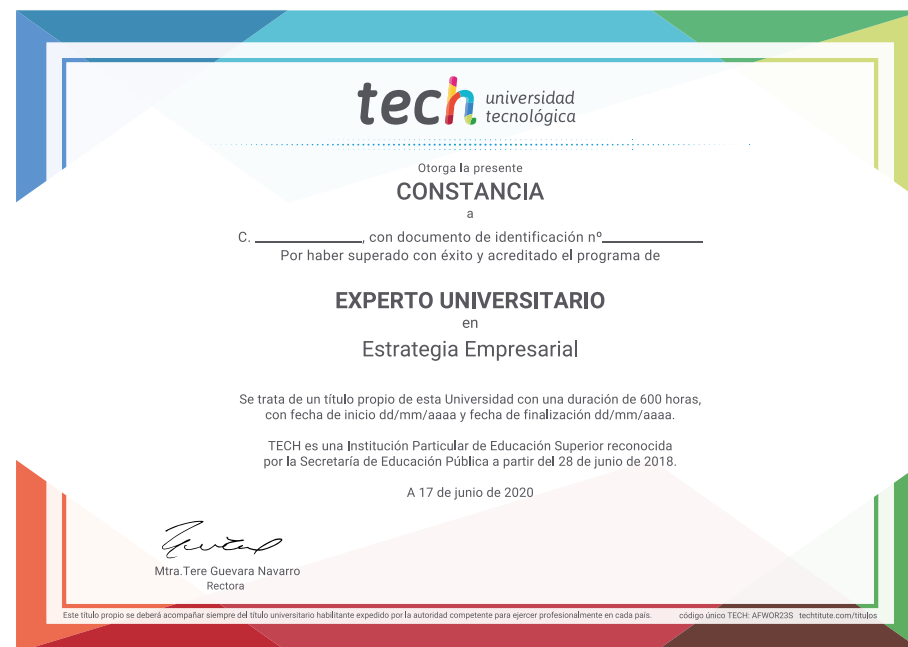 tech universidad
tecnológica
Otorga la presente
CONSTANCIA
a
C. ______________, con documento de identificación nº_____________
Por haber superado con éxito y acreditado el programa de
EXPERTO UNIVERSITARIO
en
Estrategia Empresarial
Se trata de un título propio de esta Universidad con una duración de 600 horas,
con fecha de inicio dd/mm/aaaa y fecha de finalización dd/mm/aaaa.
TECH es una Institución Particular de Educación Superior reconocida
por la Secretaría de Educación Pública a partir del 28 de junio de 2018.
A 17 de junio de 2020
Mtra.Tere Guevara Navarro
Rectora
Este título propio se deberá acompañar siempre del título universitario habilitante expedido por la autoridad competente para ejercer profesionalmente en cada país. código único TECH: AFWOR23S techtitute.com/titulos